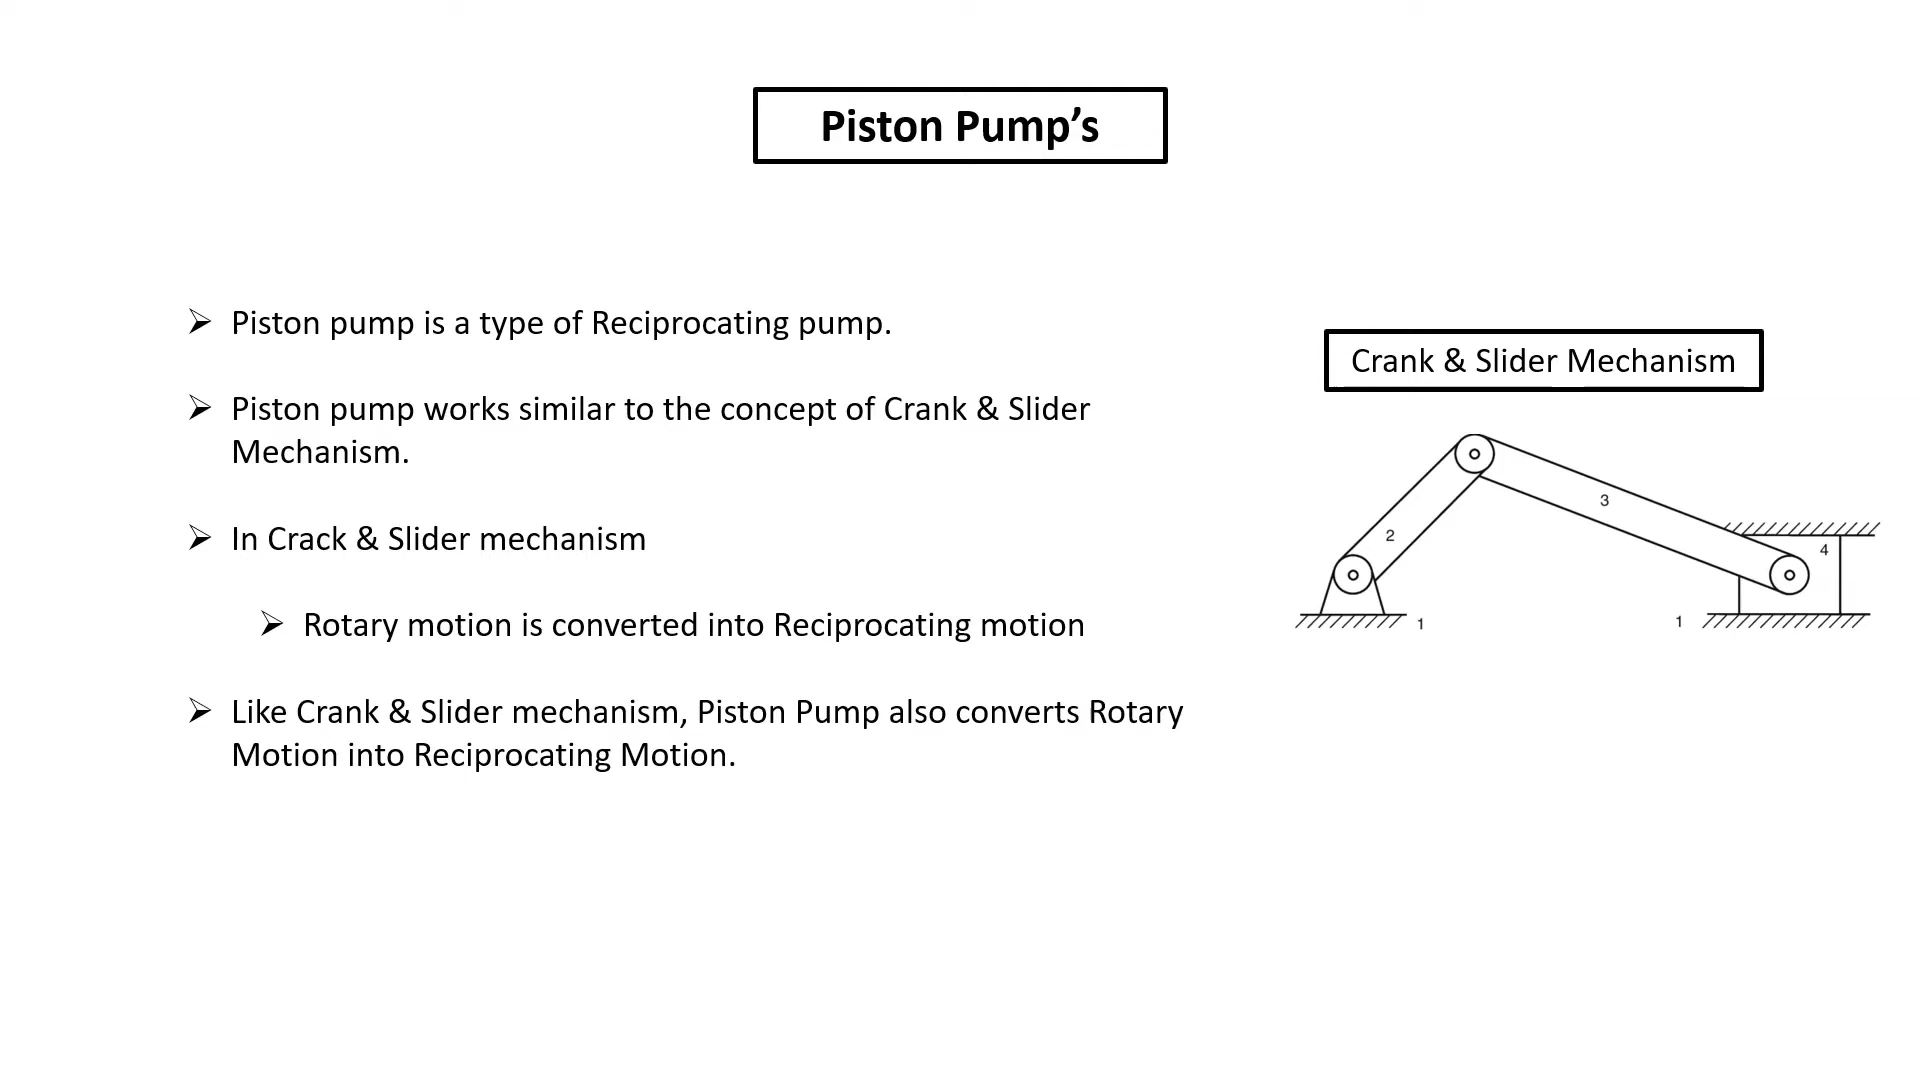 Piston Pump’s
Piston pump is a type of Reciprocating pump.
Piston pump works similar to the concept of Crank & Slider
Mechanism.
In Crack & Slider mechanism
Rotary motion is converted into Reciprocating motion
Like Crank & Slider mechanism, Piston Pump also converts Rotary
Motion into Reciprocating Motion.
Crank & Slider Mechanism
3
2
4
1
1